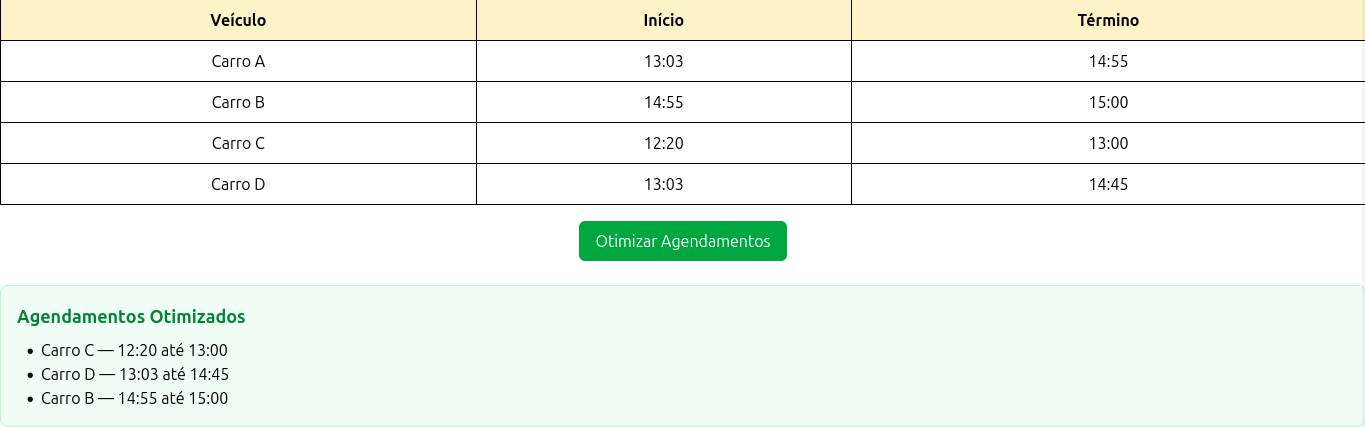 Veículo Início Término
Carro A 13:03 14:55
Carro B 14:55 15:00
Carro C 12:20 13:00
Carro D 13:03 14:45
Otimizar Agendamentos
Agendamentos Otimizados
• Carro C — 12:20 até 13:00
• Carro D — 13:03 até 14:45
• Carro B — 14:55 até 15:00